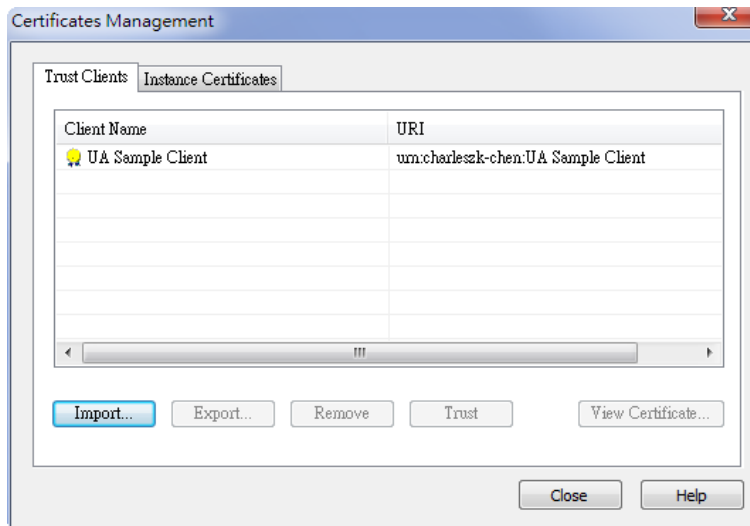 Certificates Management
Trust Clients Instance Certificates
Client Name URI
UA Sample Client urn:charleszk-chen:UA Sample Client
Import... Export... Remove Trust View Certificate...
Close Help